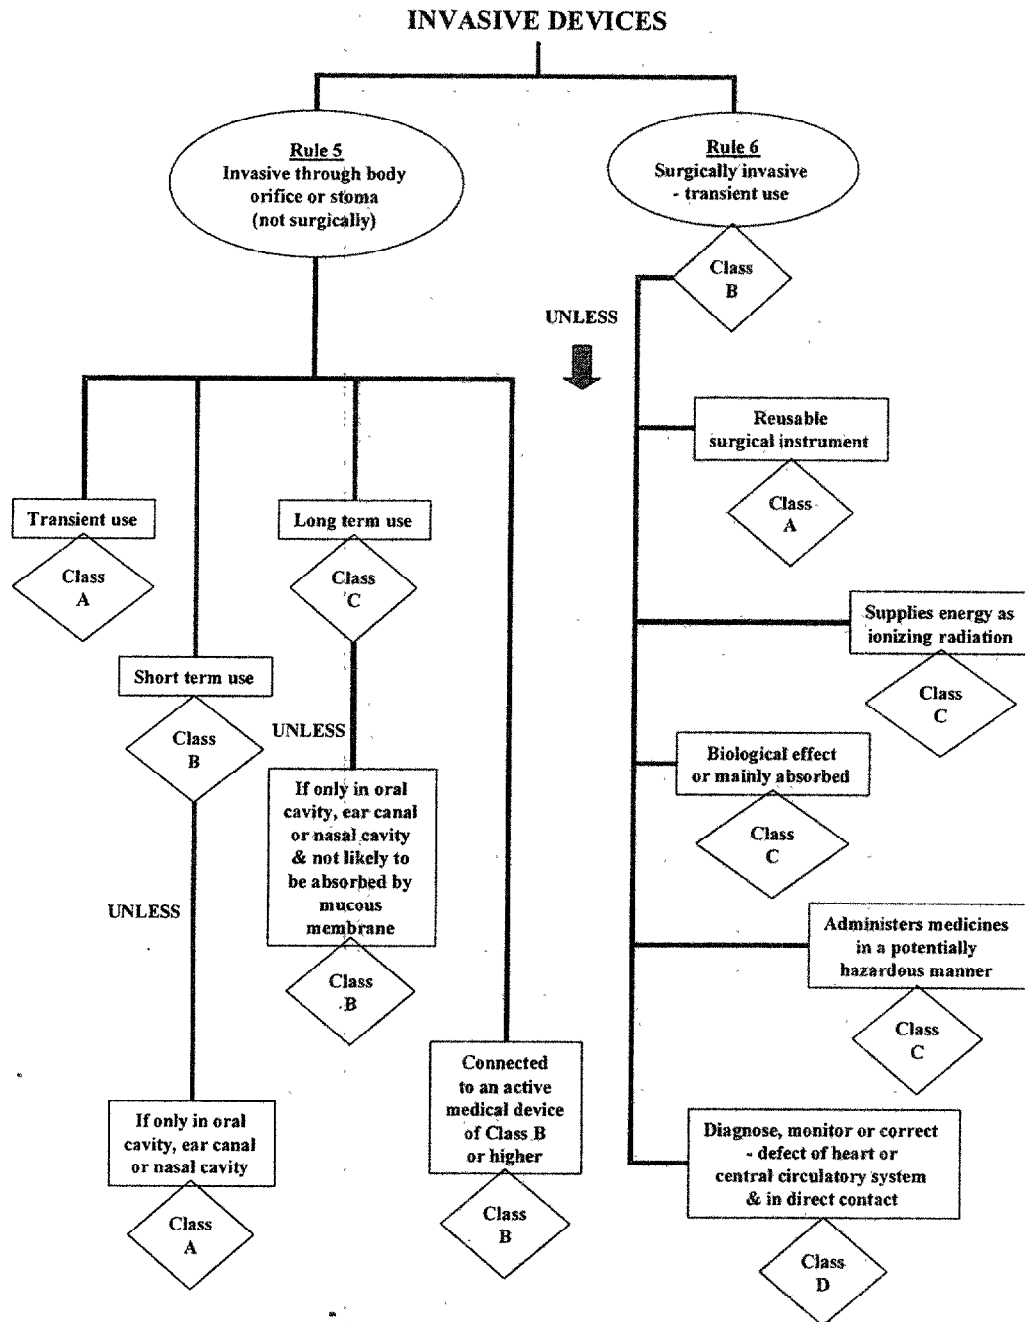 INVASIVE DEVICES
Rule 5
Invasive through body
orifice or stoma
(not surgically)
Rule 6
Surgically invasive
- transient use
Class
B
UNLESS
Reusable
surgical instrument
Class
A
Transient use
Class
A
Long term use
Class
C
Supplies energy as
ionizing radiation
Class
C
Short term use
Class
B
UNLESS
Biological effect
or mainly absorbed
Class
C
If only in oral
cavity, ear canal
or nasal cavity
& not likely to
be absorbed by
mucous
membrane
Class
B
UNLESS
Administers medicines
in a potentially
hazardous manner
Class
C
Connected
to an active
medical device
of Class B
or higher
Class
B
If only in oral
cavity, ear canal
or nasal cavity
Class
A
Diagnose, monitor or correct
- defect of heart or
central circulatory system
& in direct contact
Class
D